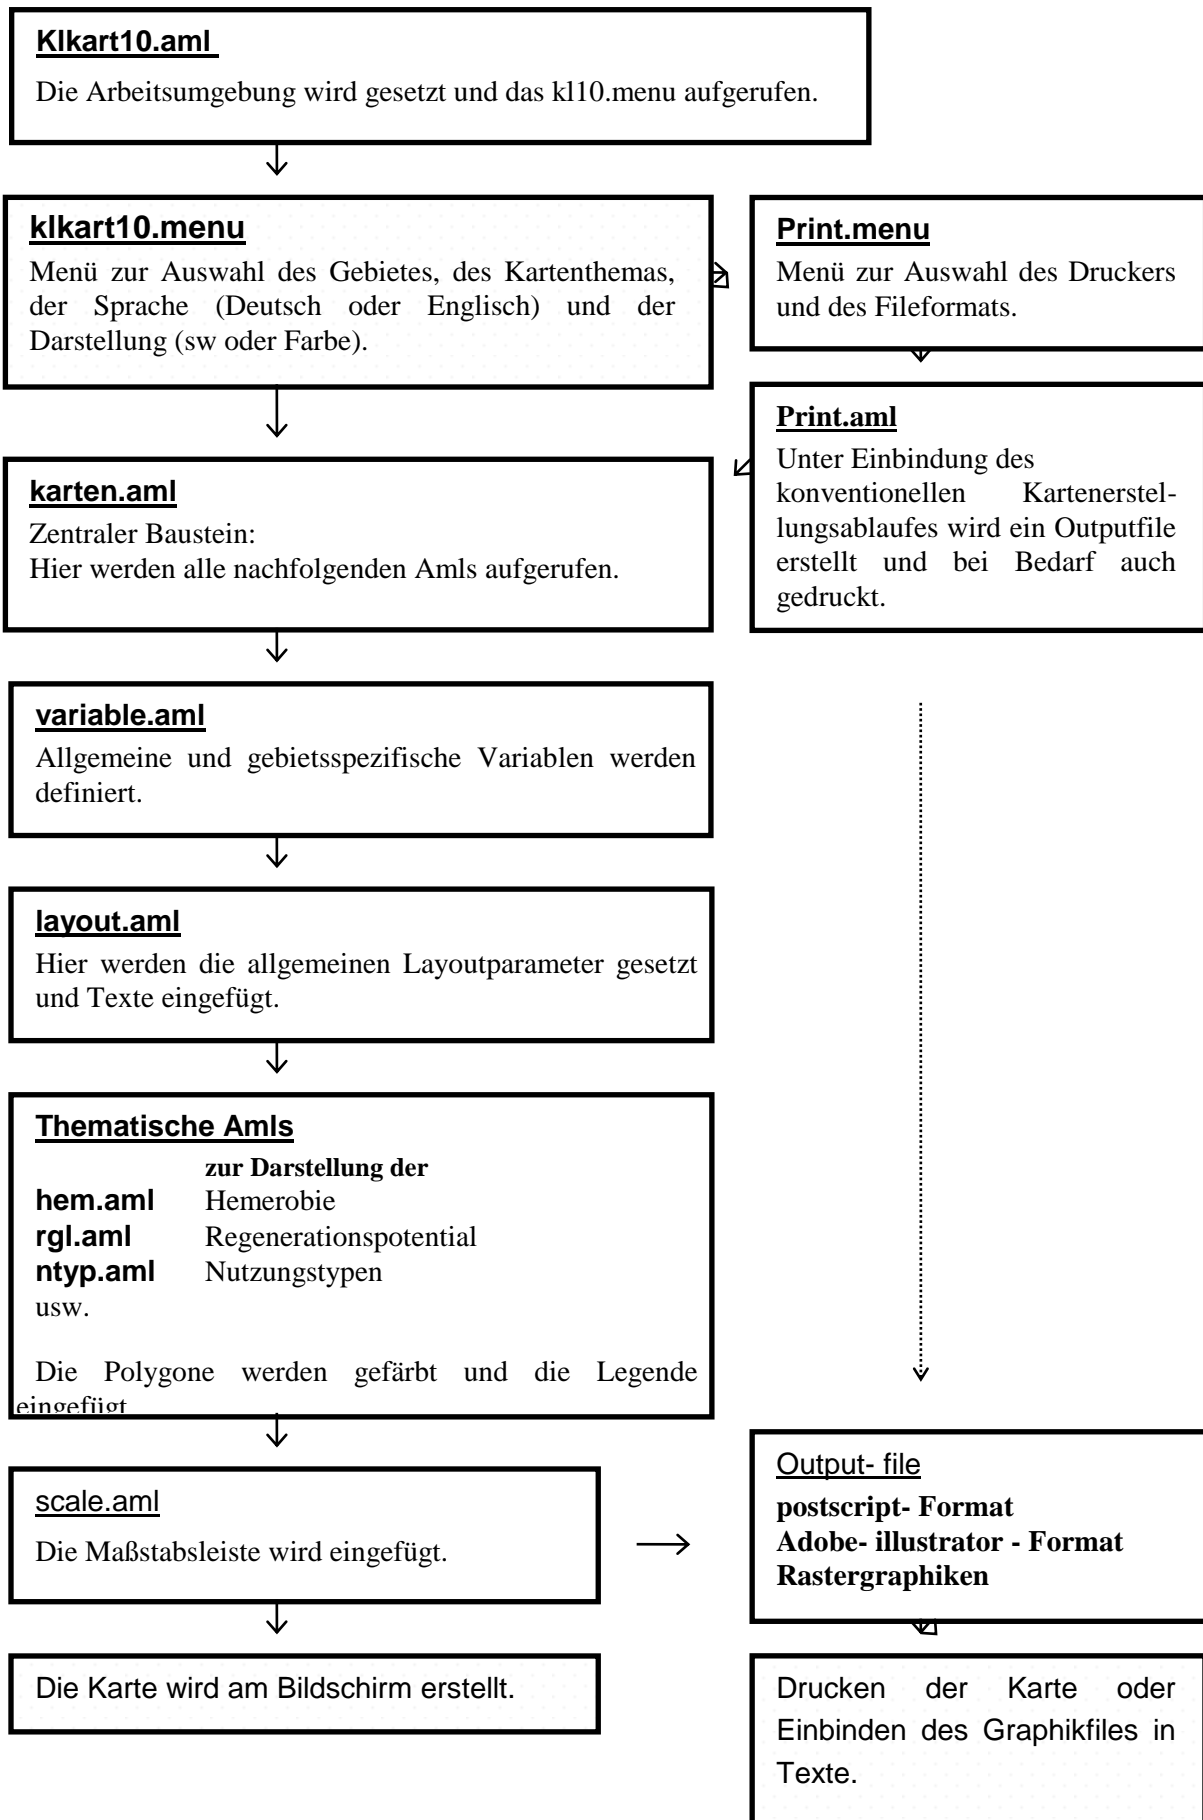 Klkart10.aml
Die Arbeitsumgebung wird gesetzt und das kl10.menu aufgerufen.
klkart10.menu
Menü zur Auswahl des Gebietes, des Kartenthemas,
der Sprache (Deutsch oder Englisch) und der
Darstellung (sw oder Farbe).
Print.menu
Menü zur Auswahl des Druckers
und des Fileformats.
Print.aml
Unter Einbindung des
konventionellen Kartenerstel-
lungsablaufes wird ein Outputfile
erstellt und bei Bedarf auch
gedruckt.
karten.aml
Zentraler Baustein:
Hier werden alle nachfolgenden Amls aufgerufen.
variable.aml
Allgemeine und gebietsspezifische Variablen werden
definiert.
layout.aml
Hier werden die allgemeinen Layoutparameter gesetzt
und Texte eingefügt.
Thematische Amls
zur Darstellung der
hem.aml Hemerobie
rgl.aml Regenerationspotential
ntyp.aml Nutzungstypen
usw.
Die Polygone werden gefärbt und die Legende
eingefügt
scale.aml
Die Maßstabsleiste wird eingefügt.
Output- file
postscript- Format
Adobe- illustrator - Format
Rastergraphiken
Die Karte wird am Bildschirm erstellt.
Drucken der Karte oder
Einbinden des Graphikfiles in
Texte.